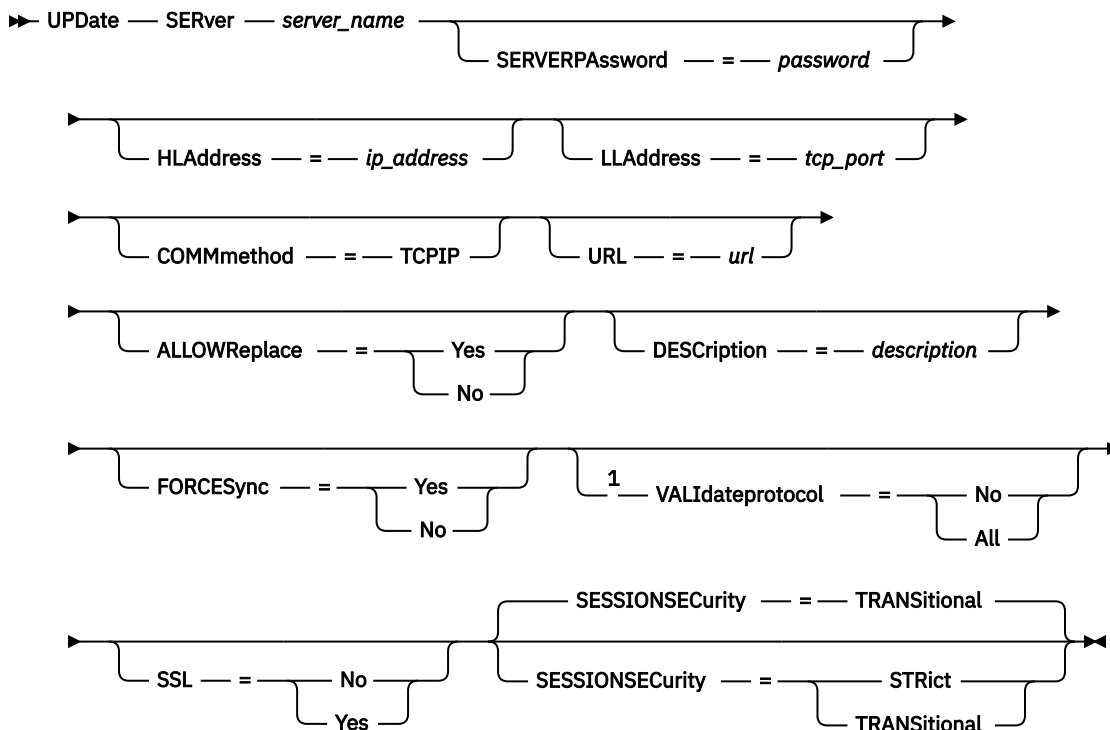 UPDate SERver server_name
SERVERPAssword = password
HLAddress = ip_address LLAddress = tcp_port
COMMmethod = TCPIP URL = url
ALLOWReplace = Yes DESCription = description
No
FORCESync = Yes 1 VALIdateprotocol = No
No All
SESSIONSECurity = TRANSitional
SSL = No SESSIONSECurity = STRict
Yes TRANSitional